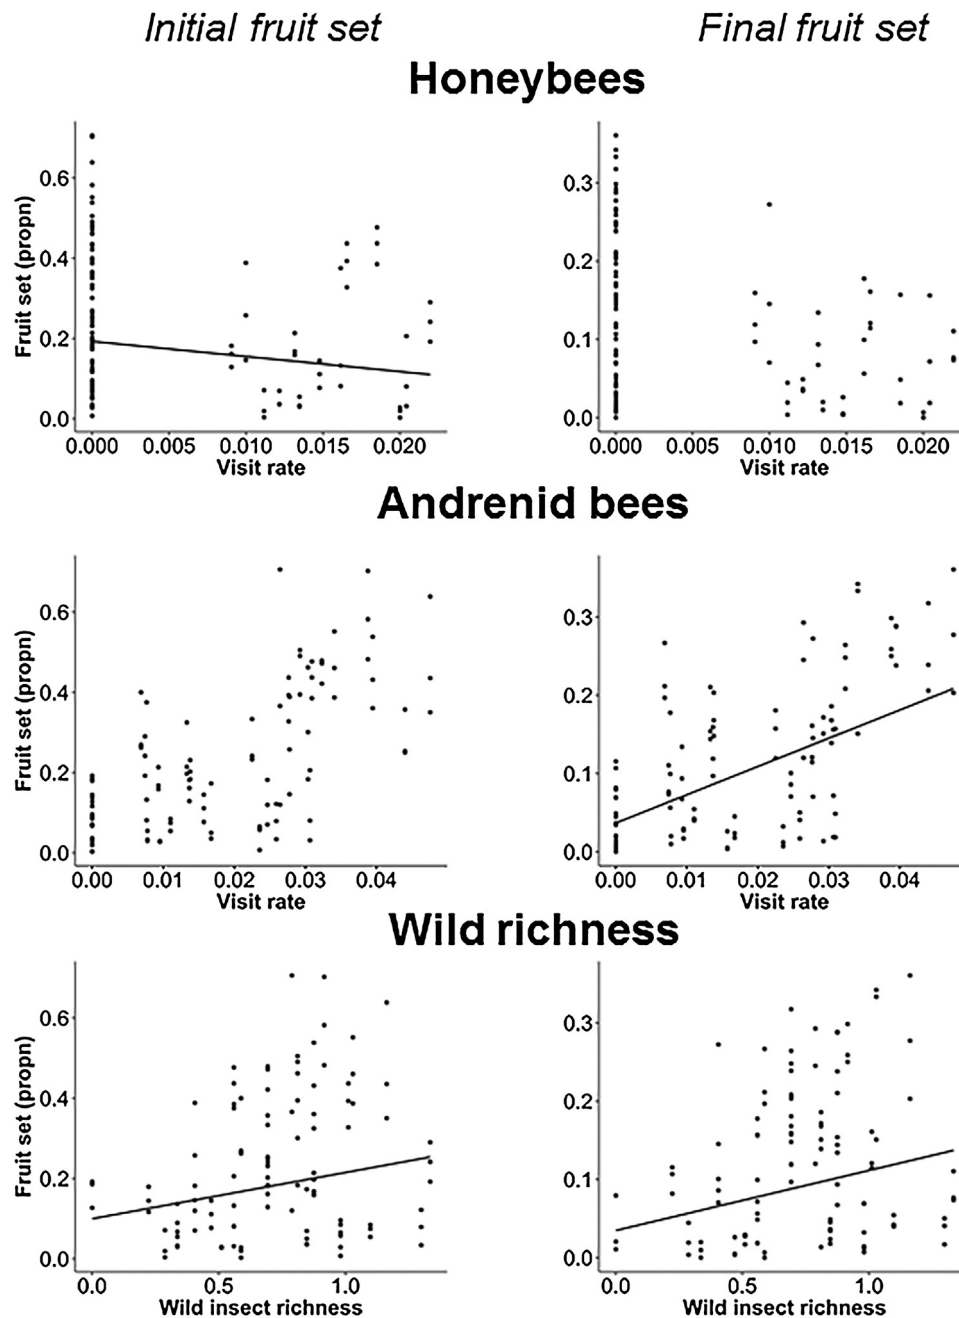 Initial fruit set Final fruit set
Honeybees
Fruit set (propn)
0.6
0.4
0.2
0.0
0.000 0.005 0.010 0.015 0.020
Visit rate
0.3
0.2
0.1
0.0
0.000 0.005 0.010 0.015 0.020
Visit rate
Andrenid bees
Fruit set (propn)
0.6
0.4
0.2
0.0
0.00 0.01 0.02 0.03 0.04
Visit rate
0.3
0.2
0.1
0.0
0.00 0.01 0.02 0.03 0.04
Visit rate
Wild richness
Fruit set (propn)
0.6
0.4
0.2
0.0
0.0 0.5 1.0
Wild insect richness
0.3
0.2
0.1
0.0
0.0 0.5 1.0
Wild insect richness